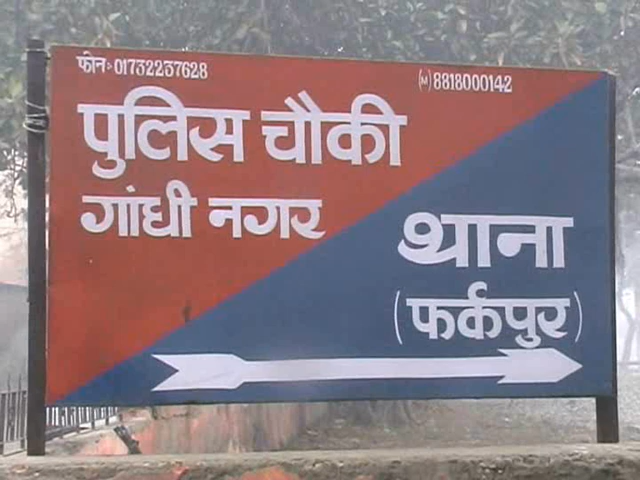 फोन:-01732237628
(M) 8818000142
पुलिस चौकी
गांधी नगर
थाना
(फर्कपुर)